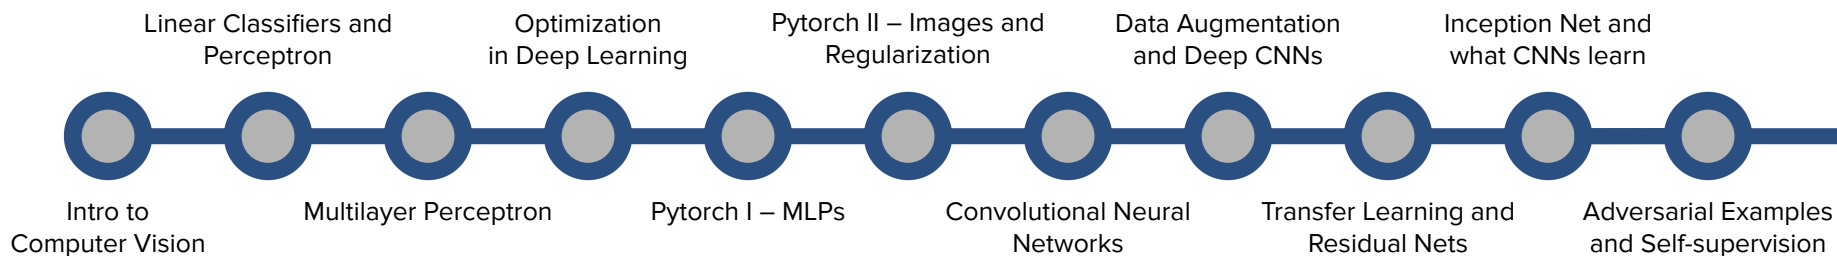 Linear Classifiers and
Perceptron
Optimization
in Deep Learning
Pytorch II – Images and
Regularization
Data Augmentation
and Deep CNNs
Inception Net and
what CNNs learn
Intro to
Computer Vision
Multilayer Perceptron
Pytorch I – MLPs
Convolutional Neural
Networks
Transfer Learning and
Residual Nets
Adversarial Examples
and Self-supervision